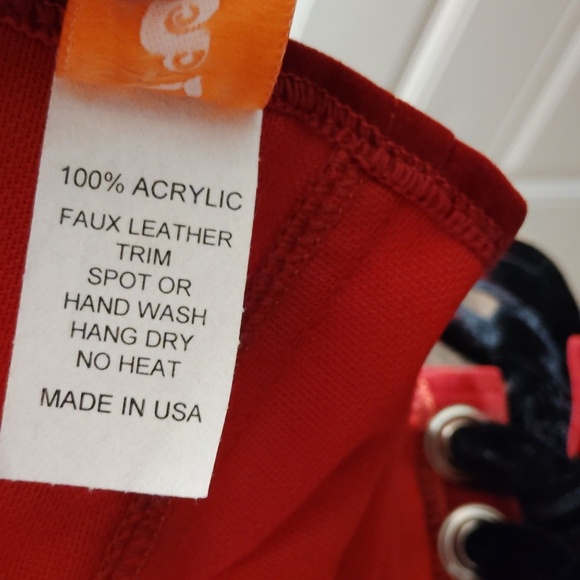 100% ACRYLIC
FAUX LEATHER
TRIM
SPOT OR
HAND WASH
HANG DRY
NO HEAT
MADE IN USA